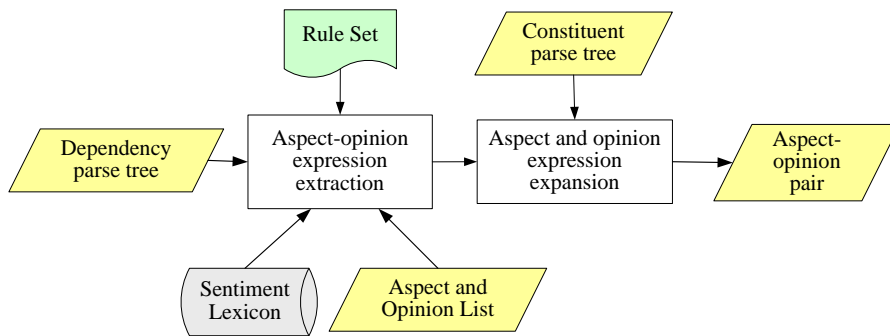 Rule Set
Constituent
parse tree
Dependency
parse tree
Aspect-opinion
expression
extraction
Aspect and opinion
expression
expansion
Aspect-
opinion
pair
Sentiment
Lexicon
Aspect and
Opinion List